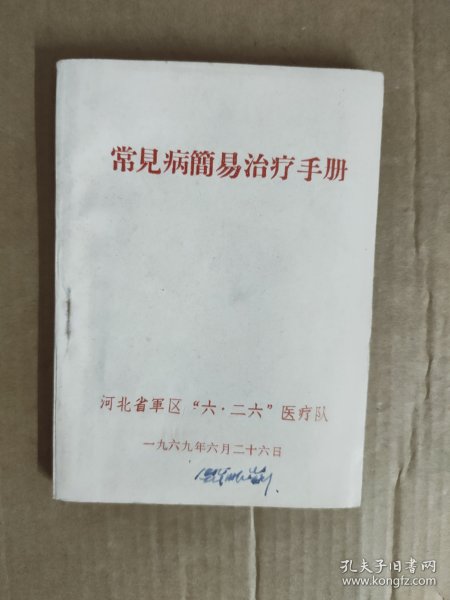 常見病簡易治疗手册
河北省軍区“六·二六”医疗队
一九六九年六月二十六日
孔夫子旧书网
www.kongfz.com